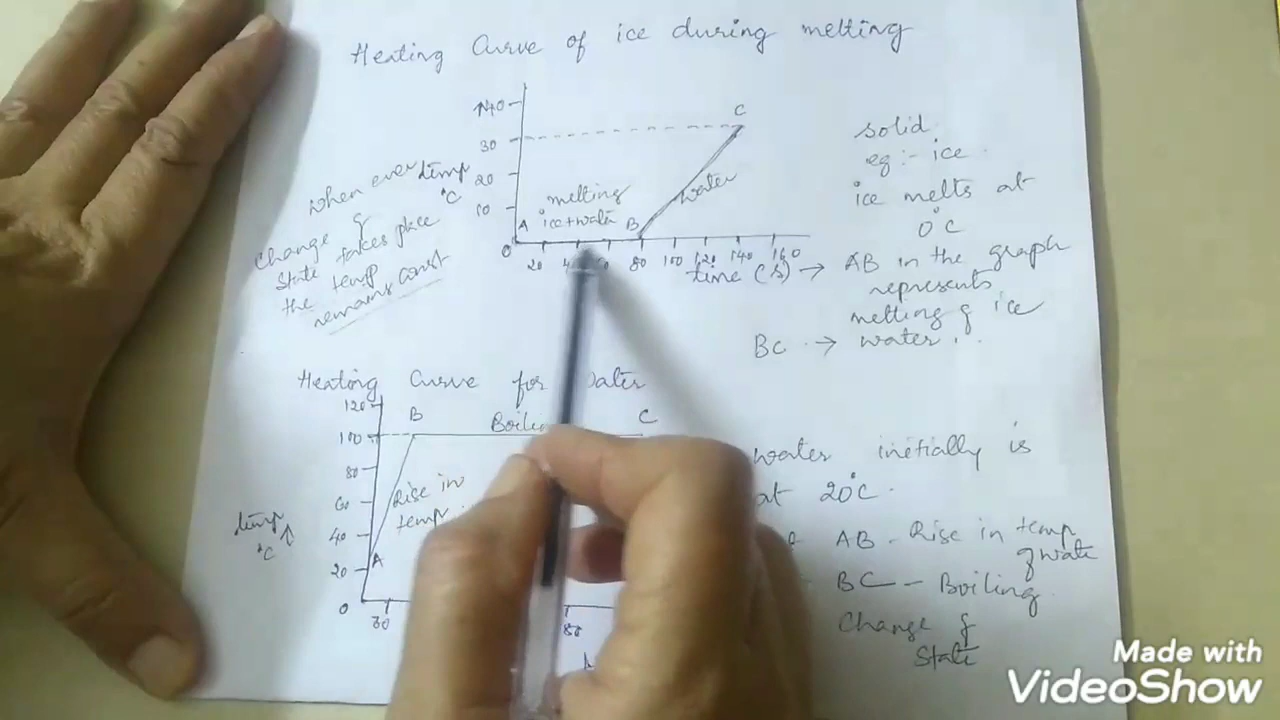 Heating Curve of ice during melting
40
30
20
10
0
temp
°C
A
melting
ice+water
B
water
C
20
80
100
120
140
160
time (s)
when ever
change of
state takes place
the temp
remains const
solid
eg :- ice
ice melts at
0°C
→ AB in the graph
represents
melting of ice
BC → water
Heating Curve for
120
100
80
60
40
20
0
temp ↑
°C
A
B
C
Rise in
temp
30
80
water initially is
at 20°C.
AB - Rise in temp
of wate
BC - Boiling
Change of
State
Made with
VideoShow